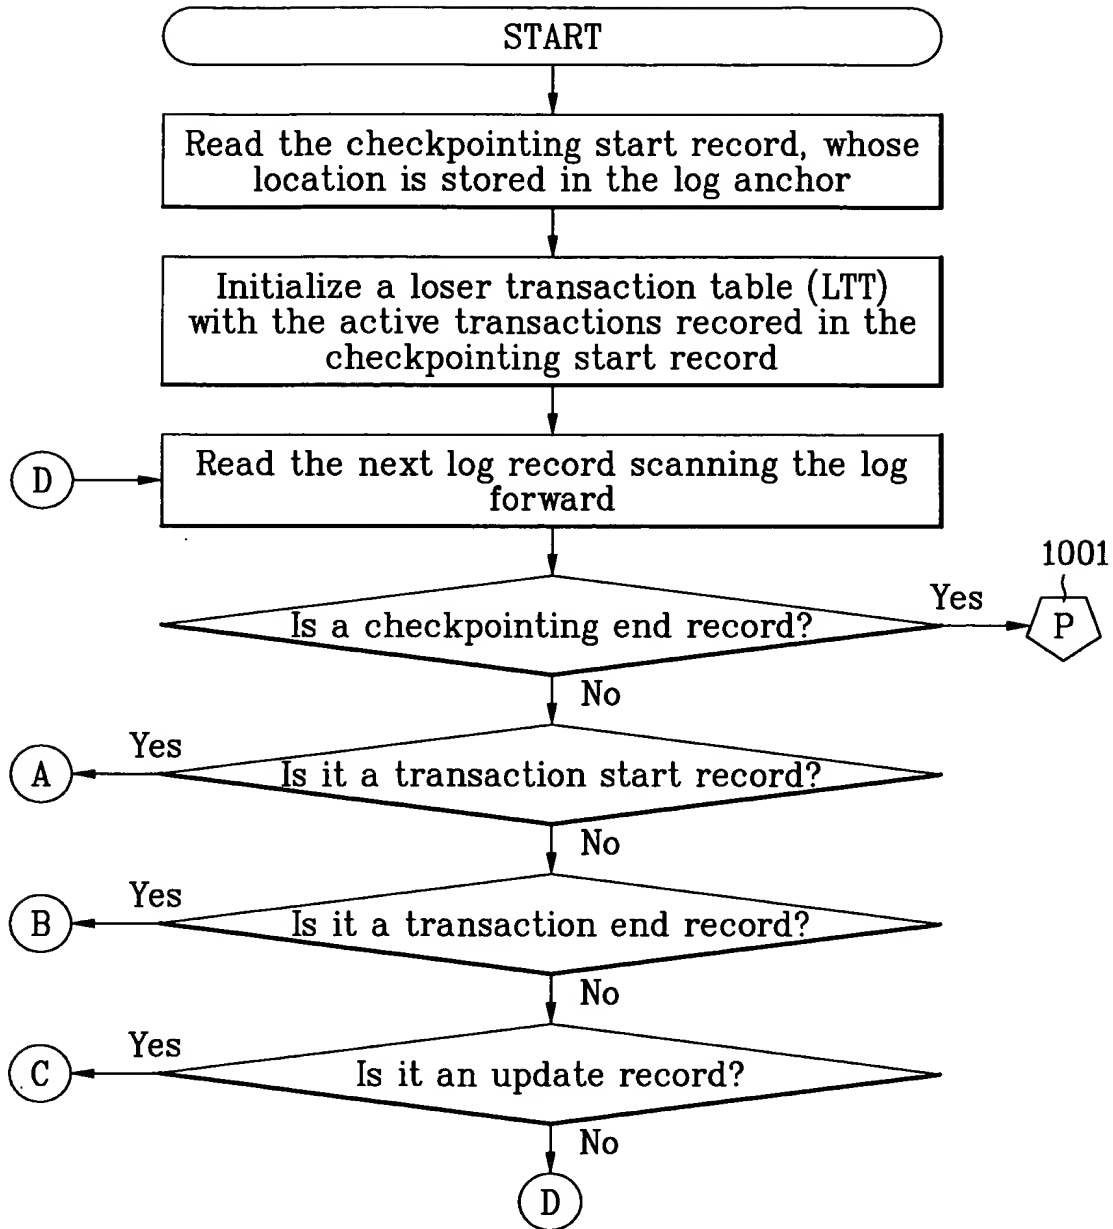 START
Read the checkpointing start record, whose
location is stored in the log anchor
Initialize a loser transaction table (LTT)
with the active transactions recored in the
checkpointing start record
D
Read the next log record scanning the log
forward
1001
Is a checkpointing end record?
Yes
P
No
A
Yes
Is it a transaction start record?
No
B
Yes
Is it a transaction end record?
No
C
Yes
Is it an update record?
No
D